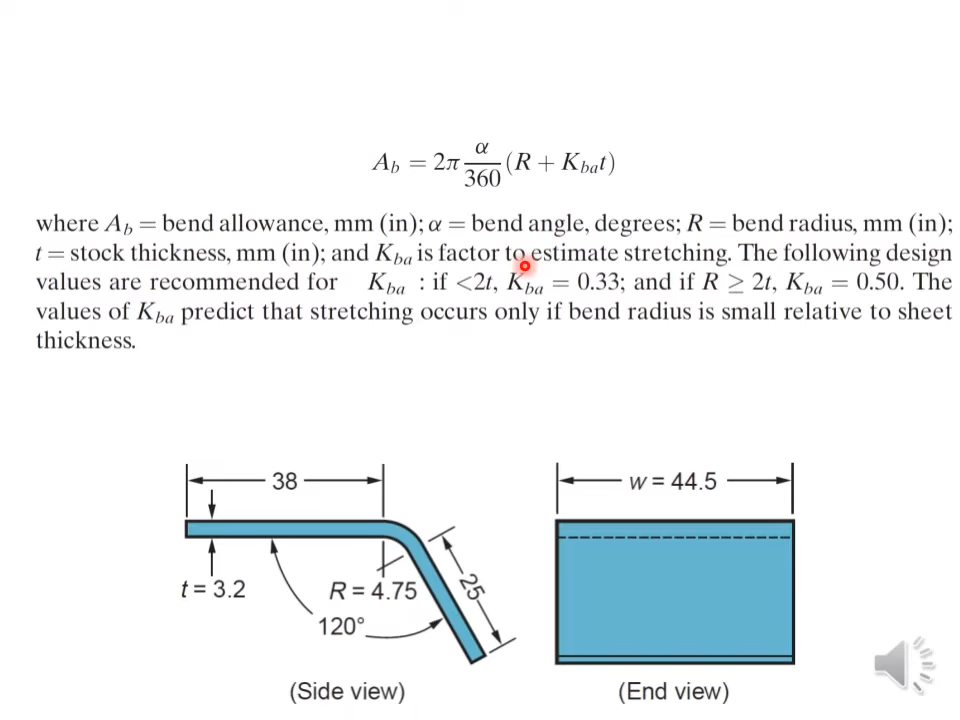 A_b = 2π α/360 (R + K_ba t)
where A_b = bend allowance, mm (in); α = bend angle, degrees; R = bend radius, mm (in);
t = stock thickness, mm (in); and K_ba is factor to estimate stretching. The following design
values are recommended for K_ba : if <2t, K_ba = 0.33; and if R ≥ 2t, K_ba = 0.50. The
values of K_ba predict that stretching occurs only if bend radius is small relative to sheet
thickness.
38
w = 44.5
t = 3.2
R = 4.75
25
120°
(Side view)
(End view)